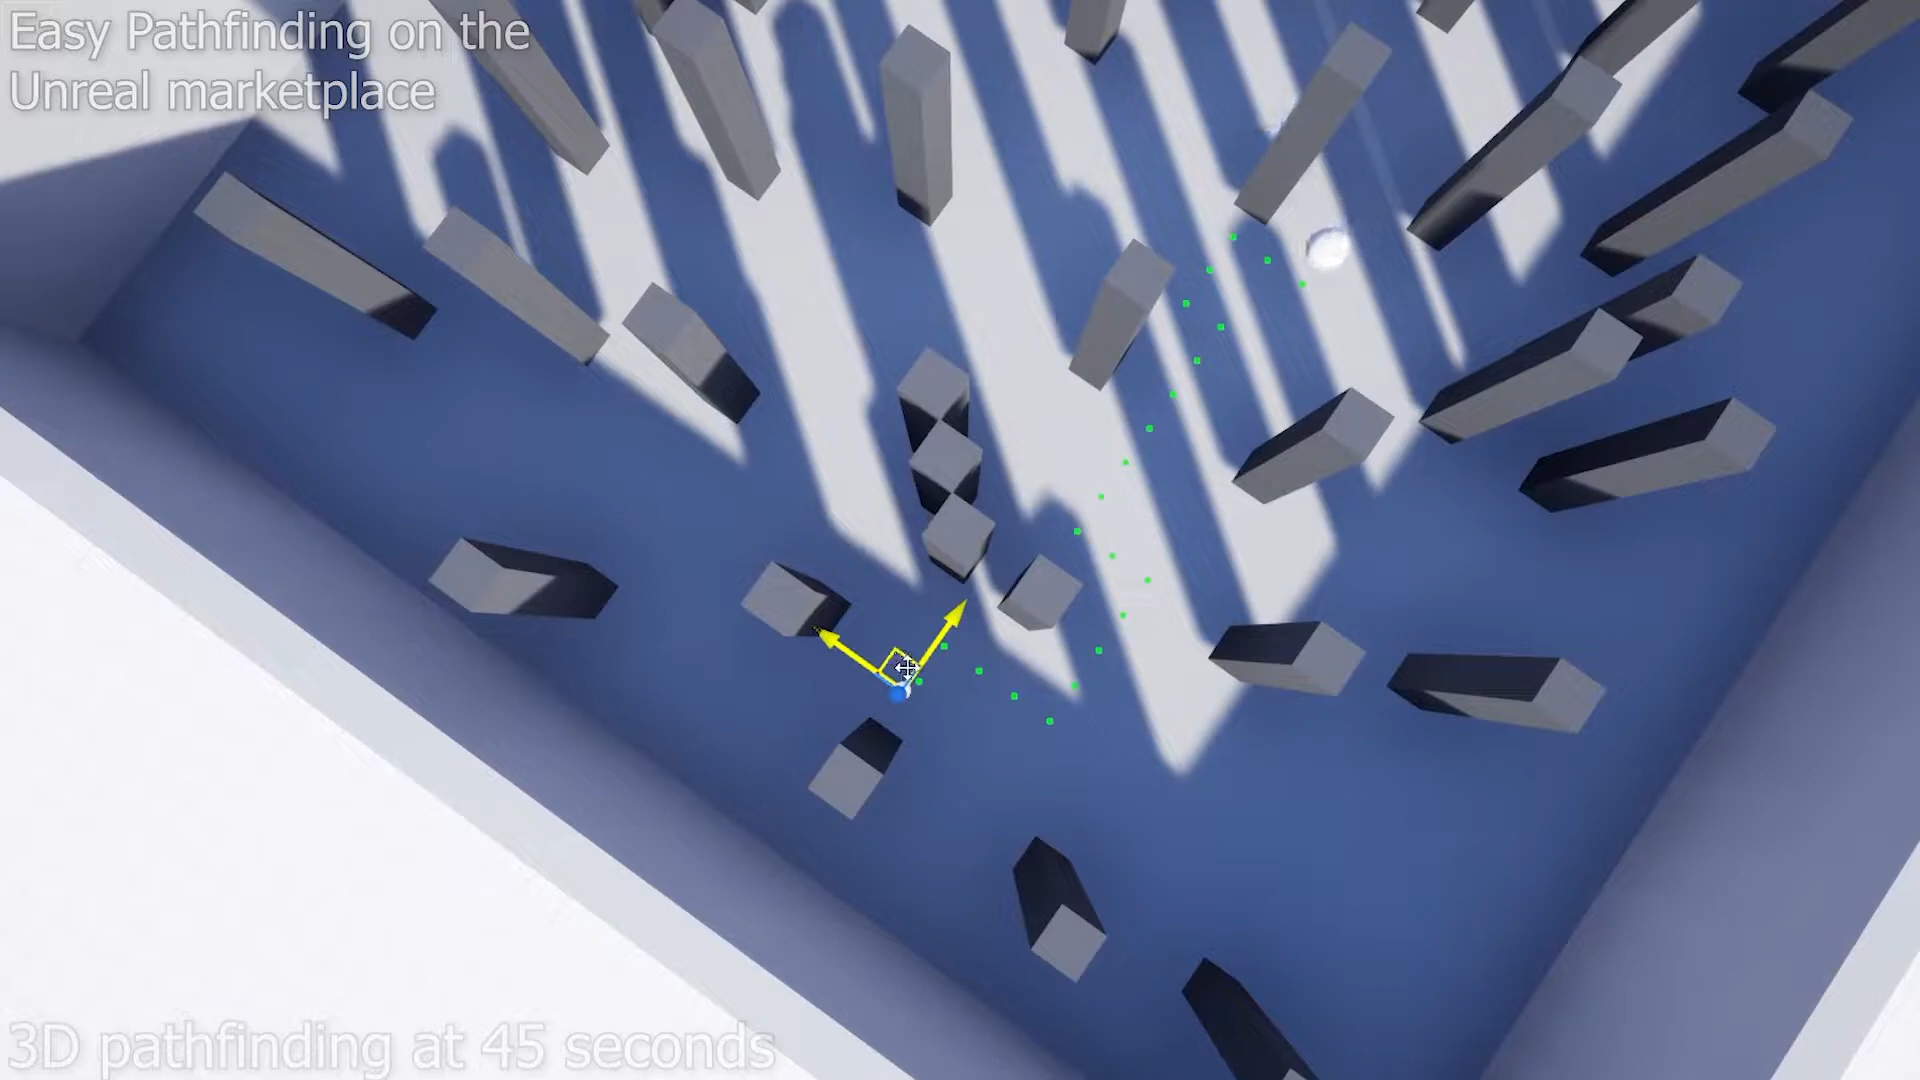 Easy Pathfinding on the
Unreal marketplace
3D pathfinding at 45 seconds